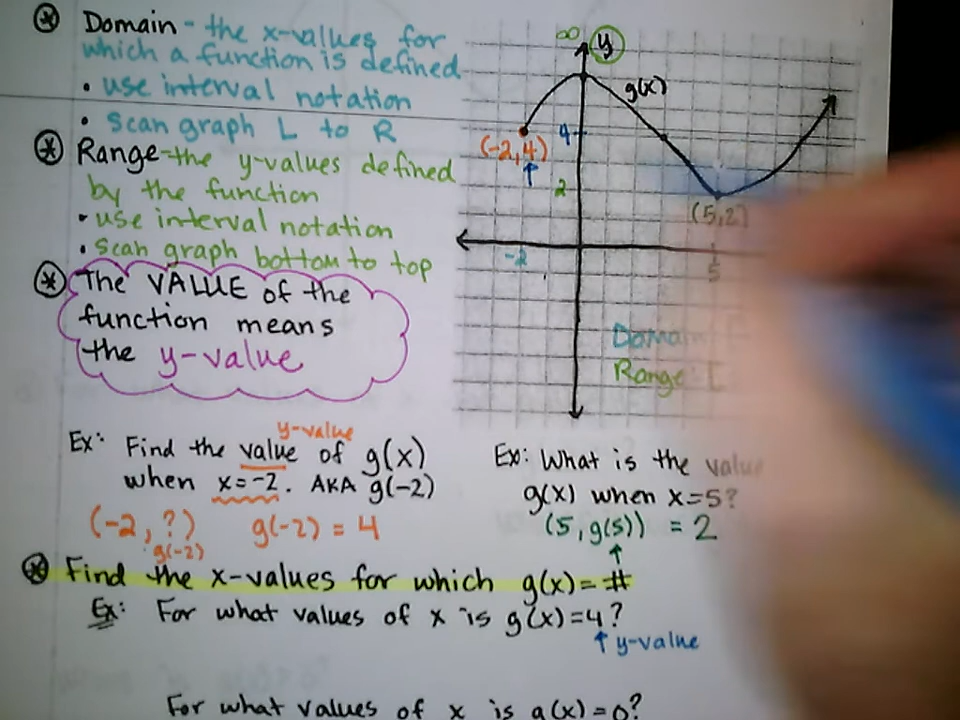 * Domain - the x-values for
which a function is defined
• use interval notation
• Scan graph L to R
* Range - the y-values defined
by the function
• use interval notation
• Scan graph bottom to top
* The VALUE of the
function means
the y-value
∞ y
g(x)
(-2,4)
4
2
(5,2)
-2
5
Domain
Range: [
y-value
Ex: Find the value of g(x)
when x=-2. AKA g(-2)
(-2, ?) g(-2) = 4
g(-2)
Ex: What is the value
g(x) when x=5?
(5, g(5)) = 2
* Find the x-values for which g(x)=#
Ex: For what values of x is g(x)=4?
↑ y-value
For what values of x is g(x)=0?